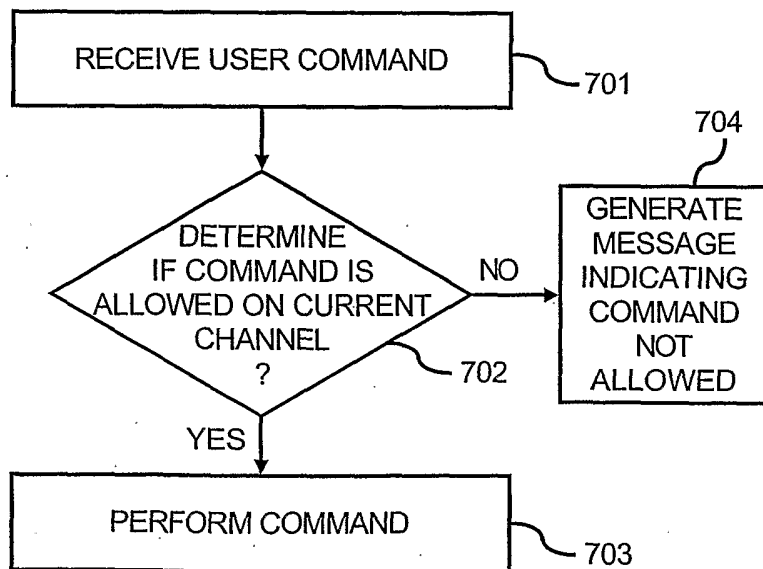 RECEIVE USER COMMAND
701
704
DETERMINE
IF COMMAND IS
ALLOWED ON CURRENT
CHANNEL
?
702
NO
GENERATE
MESSAGE
INDICATING
COMMAND
NOT
ALLOWED
YES
PERFORM COMMAND
703